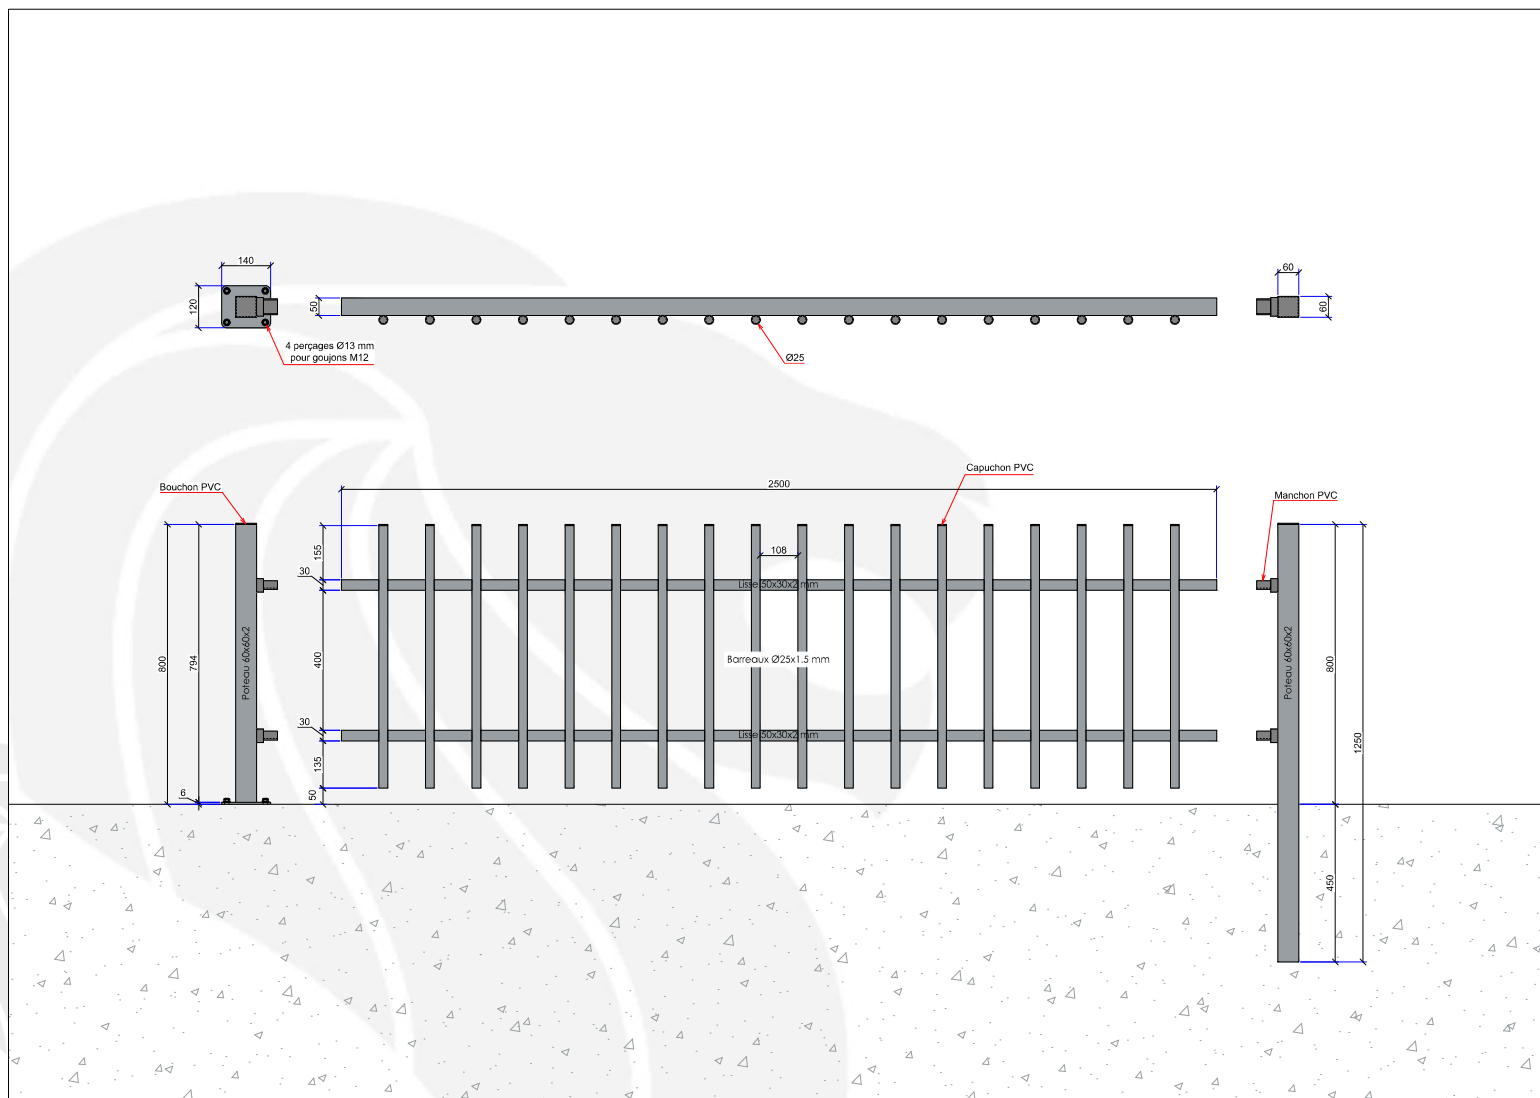 140
120
4 perçages Ø13 mm
pour goujons M12
50
Ø25
60
60
Bouchon PVC
Capuchon PVC
Manchon PVC
2500
155
30
108
Lisse 50x30x2 mm
400
Barreaux Ø25x1.5 mm
30
Lisse 50x30x2 mm
135
50
800
794
6
Poteau 60x60x2
Poteau 60x60x2
800
1250
450